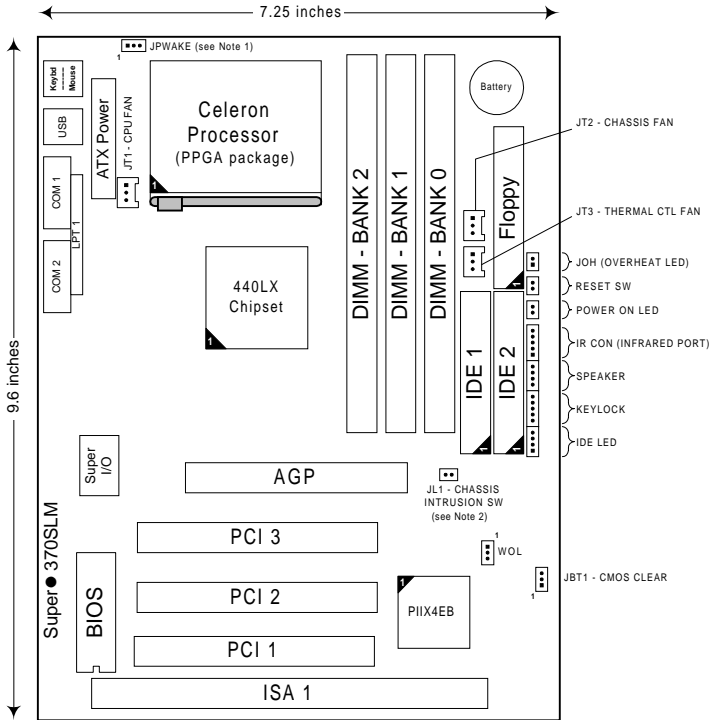 7.25 inches
9.6 inches
1
JPWAKE (see Note 1)
Keybd
-----
Mouse
USB
ATX Power
JT1 - CPU FAN
Celeron
Processor
(PPGA package)
1
Battery
COM 1
LPT 1
COM 2
440LX
Chipset
1
DIMM - BANK 2
DIMM - BANK 1
DIMM - BANK 0
Floppy
1
JT2 - CHASSIS FAN
JT3 - THERMAL CTL FAN
JOH (OVERHEAT LED)
RESET SW
POWER ON LED
IR CON (INFRARED PORT)
SPEAKER
KEYLOCK
IDE LED
IDE 1
1
IDE 2
1
Super
I/O
AGP
JL1 - CHASSIS
INTRUSION SW
(see Note 2)
Super● 370SLM
PCI 3
1
WOL
JBT1 - CMOS CLEAR
1
BIOS
PCI 2
1
PIIX4EB
PCI 1
ISA 1